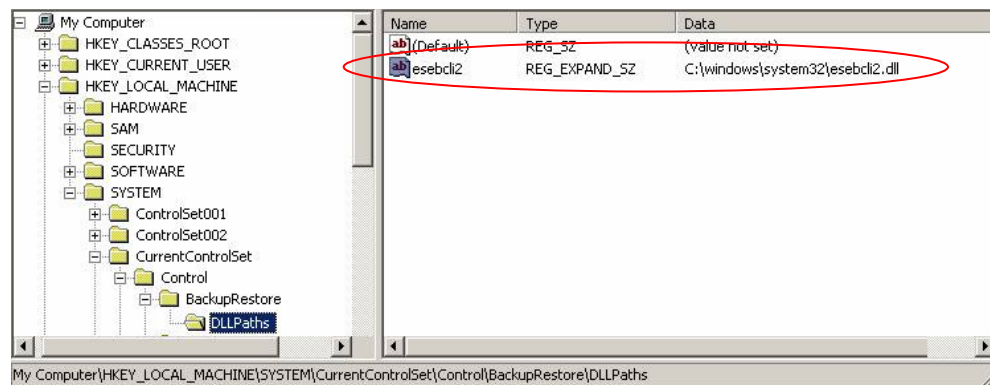 My Computer
HKEY_CLASSES_ROOT
HKEY_CURRENT_USER
HKEY_LOCAL_MACHINE
HARDWARE
SAM
SECURITY
SOFTWARE
SYSTEM
ControlSet001
ControlSet002
CurrentControlSet
Control
BackupRestore
DLLPaths
Name Type Data
ab (Default) REG_SZ (value not set)
ab esebcli2 REG_EXPAND_SZ C:\windows\system32\esebcli2.dll
My Computer\HKEY_LOCAL_MACHINE\SYSTEM\CurrentControlSet\Control\BackupRestore\DLLPaths